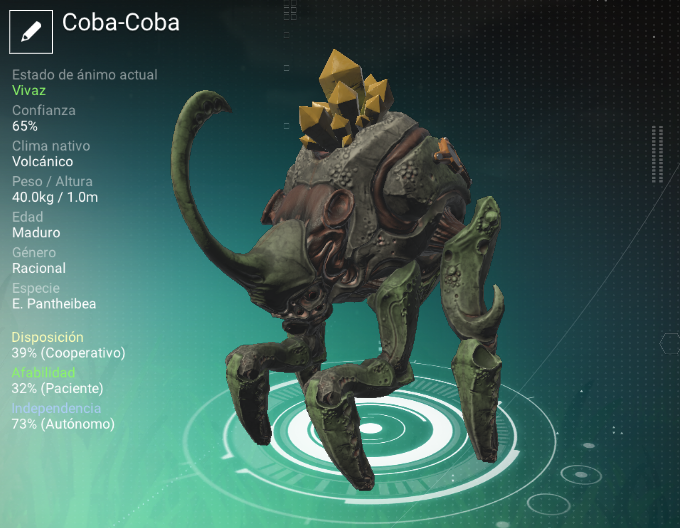 Coba-Coba
Estado de ánimo actual
Vivaz
Confianza
65%
Clima nativo
Volcánico
Peso / Altura
40.0kg / 1.0m
Edad
Maduro
Género
Racional
Especie
E. Pantheibea
Disposición
39% (Cooperativo)
Afabilidad
32% (Paciente)
Independencia
73% (Autónomo)